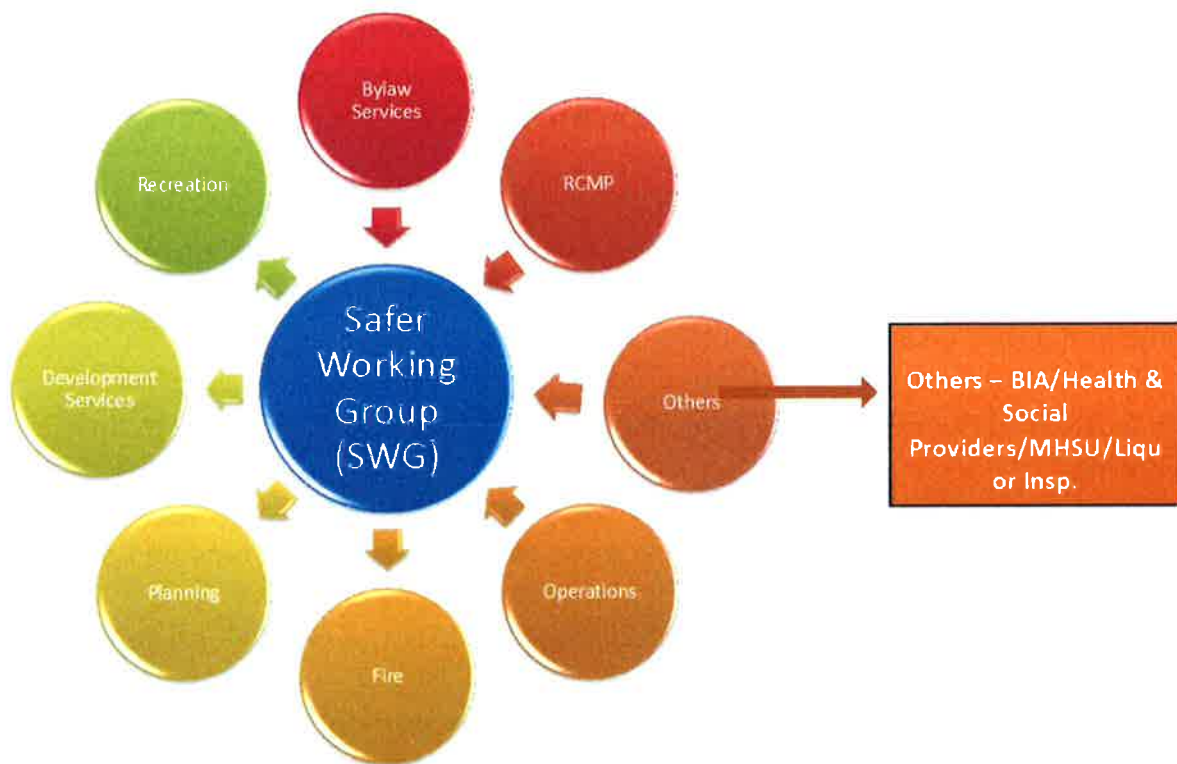 Bylaw
Services
RCMP
Recreation
Safer
Working
Group
(SWG)
Development
Services
Others
Others – BIA/Health &
Social
Providers/MHSU/Liqu
or Insp.
Planning
Operations
Fire